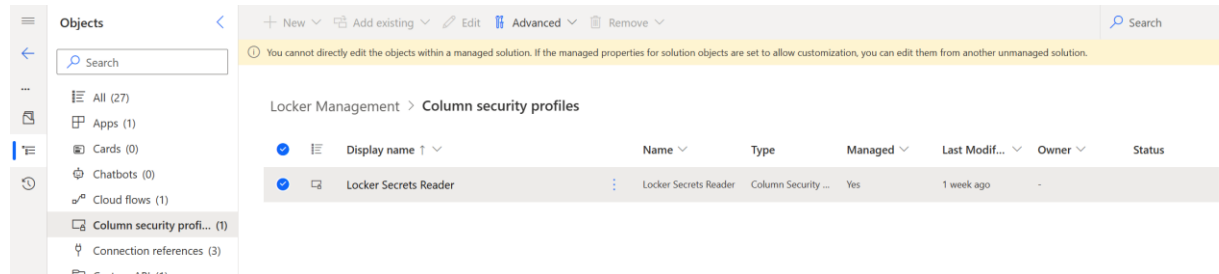 Objects
Search
All (27)
Apps (1)
Cards (0)
Chatbots (0)
Cloud flows (1)
Column security profi... (1)
Connection references (3)
New Add existing Edit Advanced Remove Search
You cannot directly edit the objects within a managed solution. If the managed properties for solution objects are set to allow customization, you can edit them from another unmanaged solution.
Locker Management > Column security profiles
Display name ↑ Name Type Managed Last Modif... Owner Status
Locker Secrets Reader Locker Secrets Reader Column Security ... Yes 1 week ago -